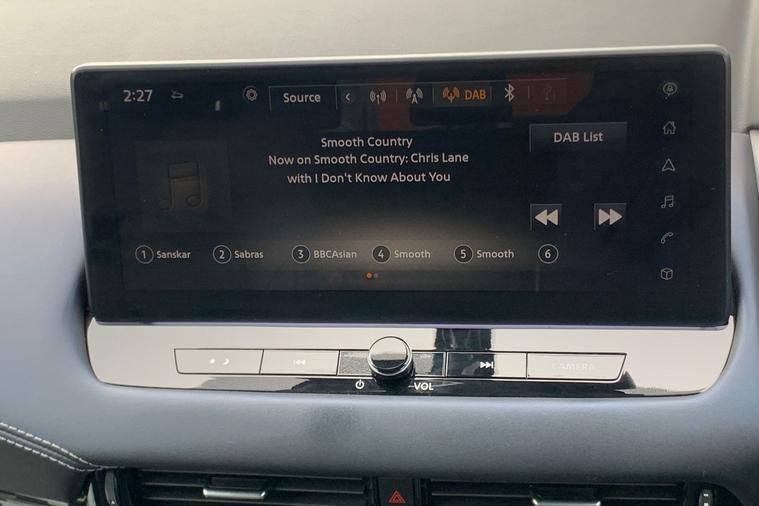 2:27
Source
DAB
Smooth Country
Now on Smooth Country: Chris Lane
with I Don't Know About You
DAB List
1 Sanskar
2 Sabras
3 BBCAsian
4 Smooth
5 Smooth
6
VOL
CAMERA